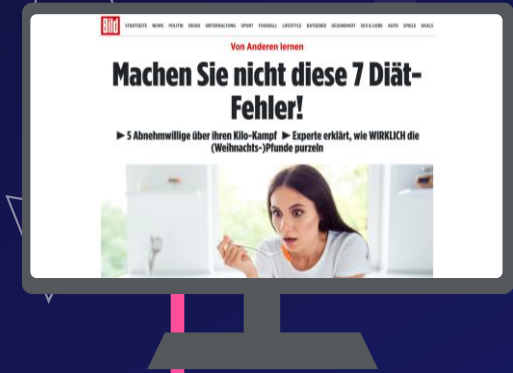 Bild STARTSEITE NEWS POLITIK REGIO UNTERHALTUNG SPORT FUSSBALL LIFESTYLE RATGEBER GESUNDHEIT SEX & LIEBE AUTO SPIELE DEALS
Von Anderen lernen
Machen Sie nicht diese 7 Diät-
Fehler!
▶ 5 Abnehmwillige über ihren Kilo-Kampf ▶ Experte erklärt, wie WIRKLICH die
(Weihnachts-)Pfunde purzeln